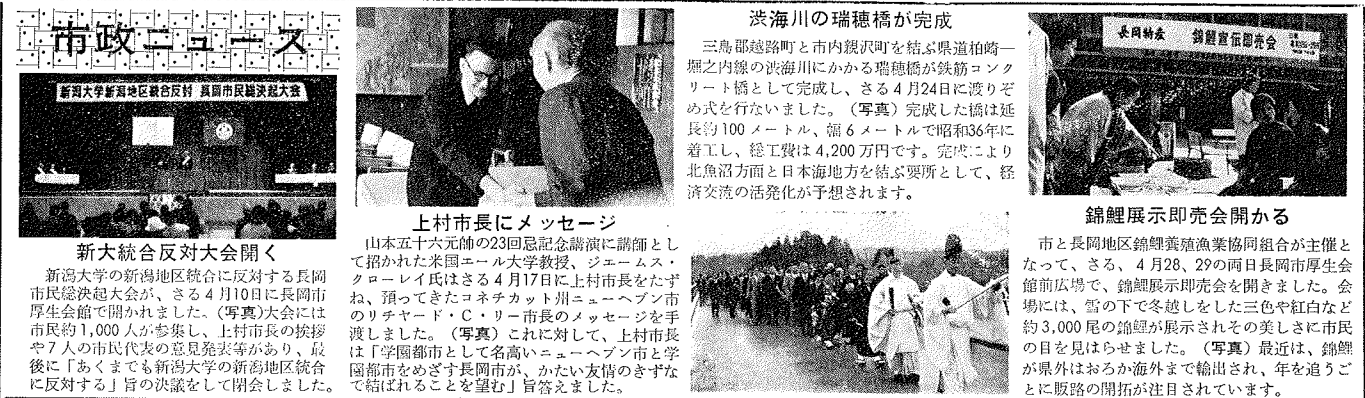 市政ニュース
新潟大学新潟地区統合反対 長岡市民総決起大会
新大統合反対大会開く
新潟大学の新潟地区統合に反対する長岡
市民総決起大会が、さる4月10日に長岡市
厚生会館で開かれました。(写真)大会には
市民約1,000人が参集し、上村市長の挨拶
や7人の市民代表の意見発表等があり、最
後に「あくまでも新潟大学の新潟地区統合
に反対する」旨の決議をして閉会しました。
上村市長にメッセージ
山本五十六元帥の23回忌記念講演に講師とし
て招かれた米国エール大学教授、ジェームス・
クローレイ氏はさる4月17日に上村市長をたず
ね、預ってきたコネチカット州ニューヘブン市
のリチヤード・C・リー市長のメッセージを手
渡しました。(写真)これに対して、上村市長
は「学園都市として名高いニューヘブン市と学
園都市をめざす長岡市が、かたい友情のきずな
で結ばれることを望む」旨答えました。
渋海川の瑞穂橋が完成
三島郡越路町と市内親沢町を結ぶ県道柏崎―
堀之内線の渋海川にかかる瑞穂橋が鉄筋コンク
リート橋として完成し、さる4月24日に渡りぞ
め式を行ないました。(写真)完成した橋は延
長約100メートル、幅6メートルで昭和36年に
着工し、総工費は4,200万円です。完成により
北魚沼方面と日本海地方を結ぶ要所として、経
済交流の活発化が予想されます。
長岡特産 錦鯉宣伝即売会
錦鯉展示即売会開かる
市と長岡地区錦鯉養殖漁業協同組合が主催と
なって、さる、4月28、29の両日長岡市厚生会
館前広場で、錦鯉展示即売会を開きました。会
場には、雪の下で冬越しをした三色や紅白など
約3,000尾の錦鯉が展示されその美しさに市民
の目を見はらせました。(写真)最近は、錦鯉
が県外はおろか海外まで輸出され、年を追うご
とに販路の開拓が注目されています。